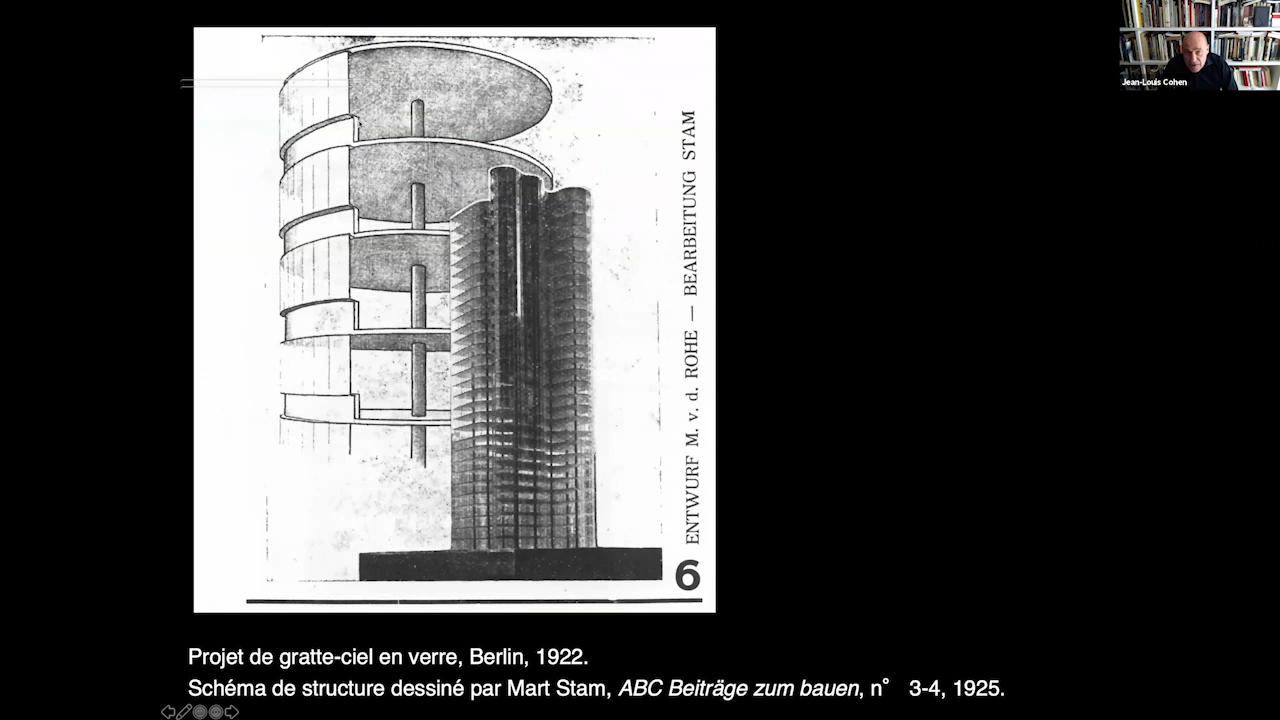 Jean-Louis Cohen
ENTWURF M. v. d. ROHE — BEARBEITUNG STAM
6
Projet de gratte-ciel en verre, Berlin, 1922.
Schéma de structure dessiné par Mart Stam, ABC Beiträge zum bauen, n° 3-4, 1925.